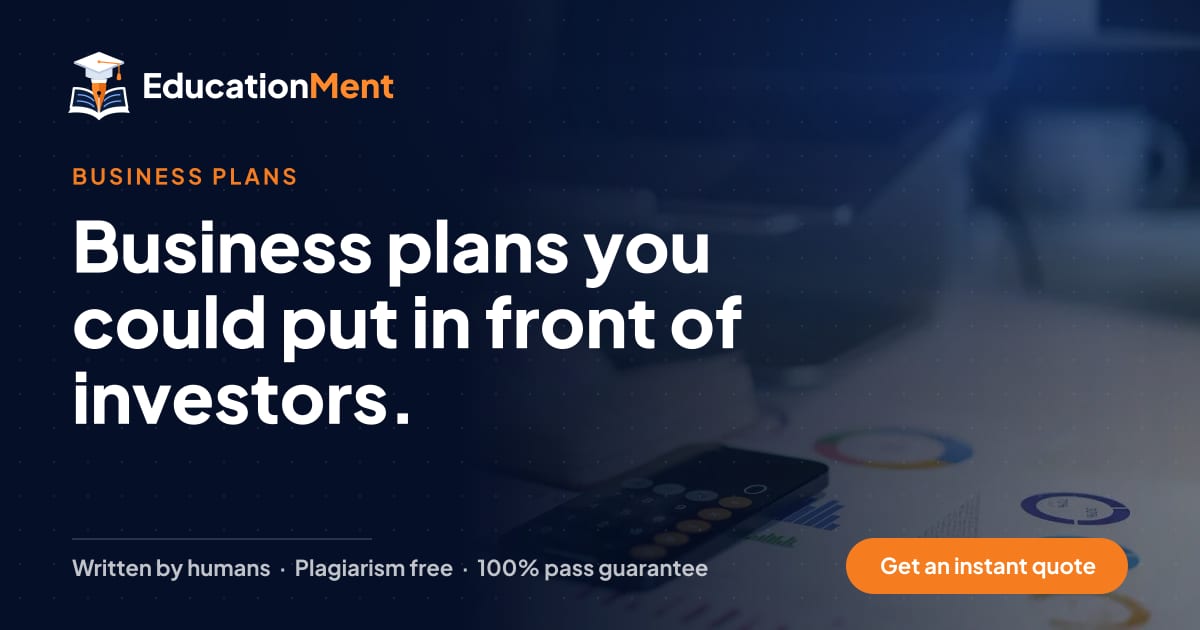 EducationMent
BUSINESS PLANS
Business plans you
could put in front of
investors.
Written by humans · Plagiarism free · 100% pass guarantee
Get an instant quote